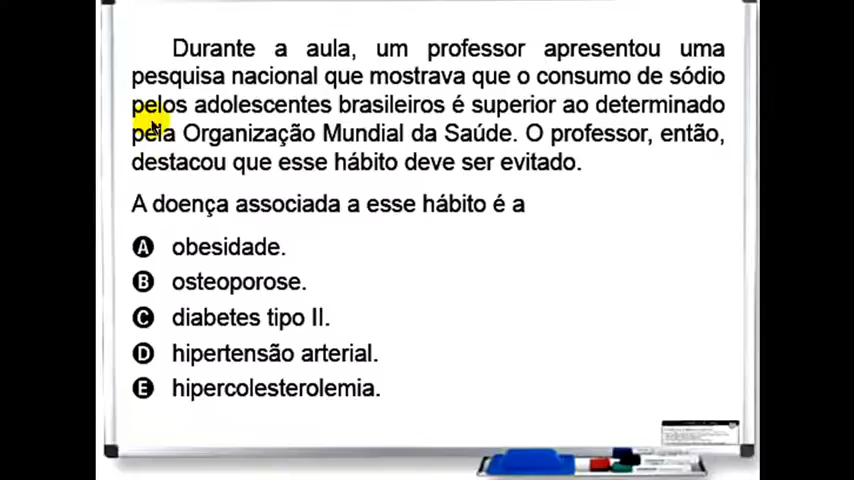 Durante a aula, um professor apresentou uma
pesquisa nacional que mostrava que o consumo de sódio
pelos adolescentes brasileiros é superior ao determinado
pela Organização Mundial da Saúde. O professor, então,
destacou que esse hábito deve ser evitado.
A doença associada a esse hábito é a
A obesidade.
B osteoporose.
C diabetes tipo II.
D hipertensão arterial.
E hipercolesterolemia.